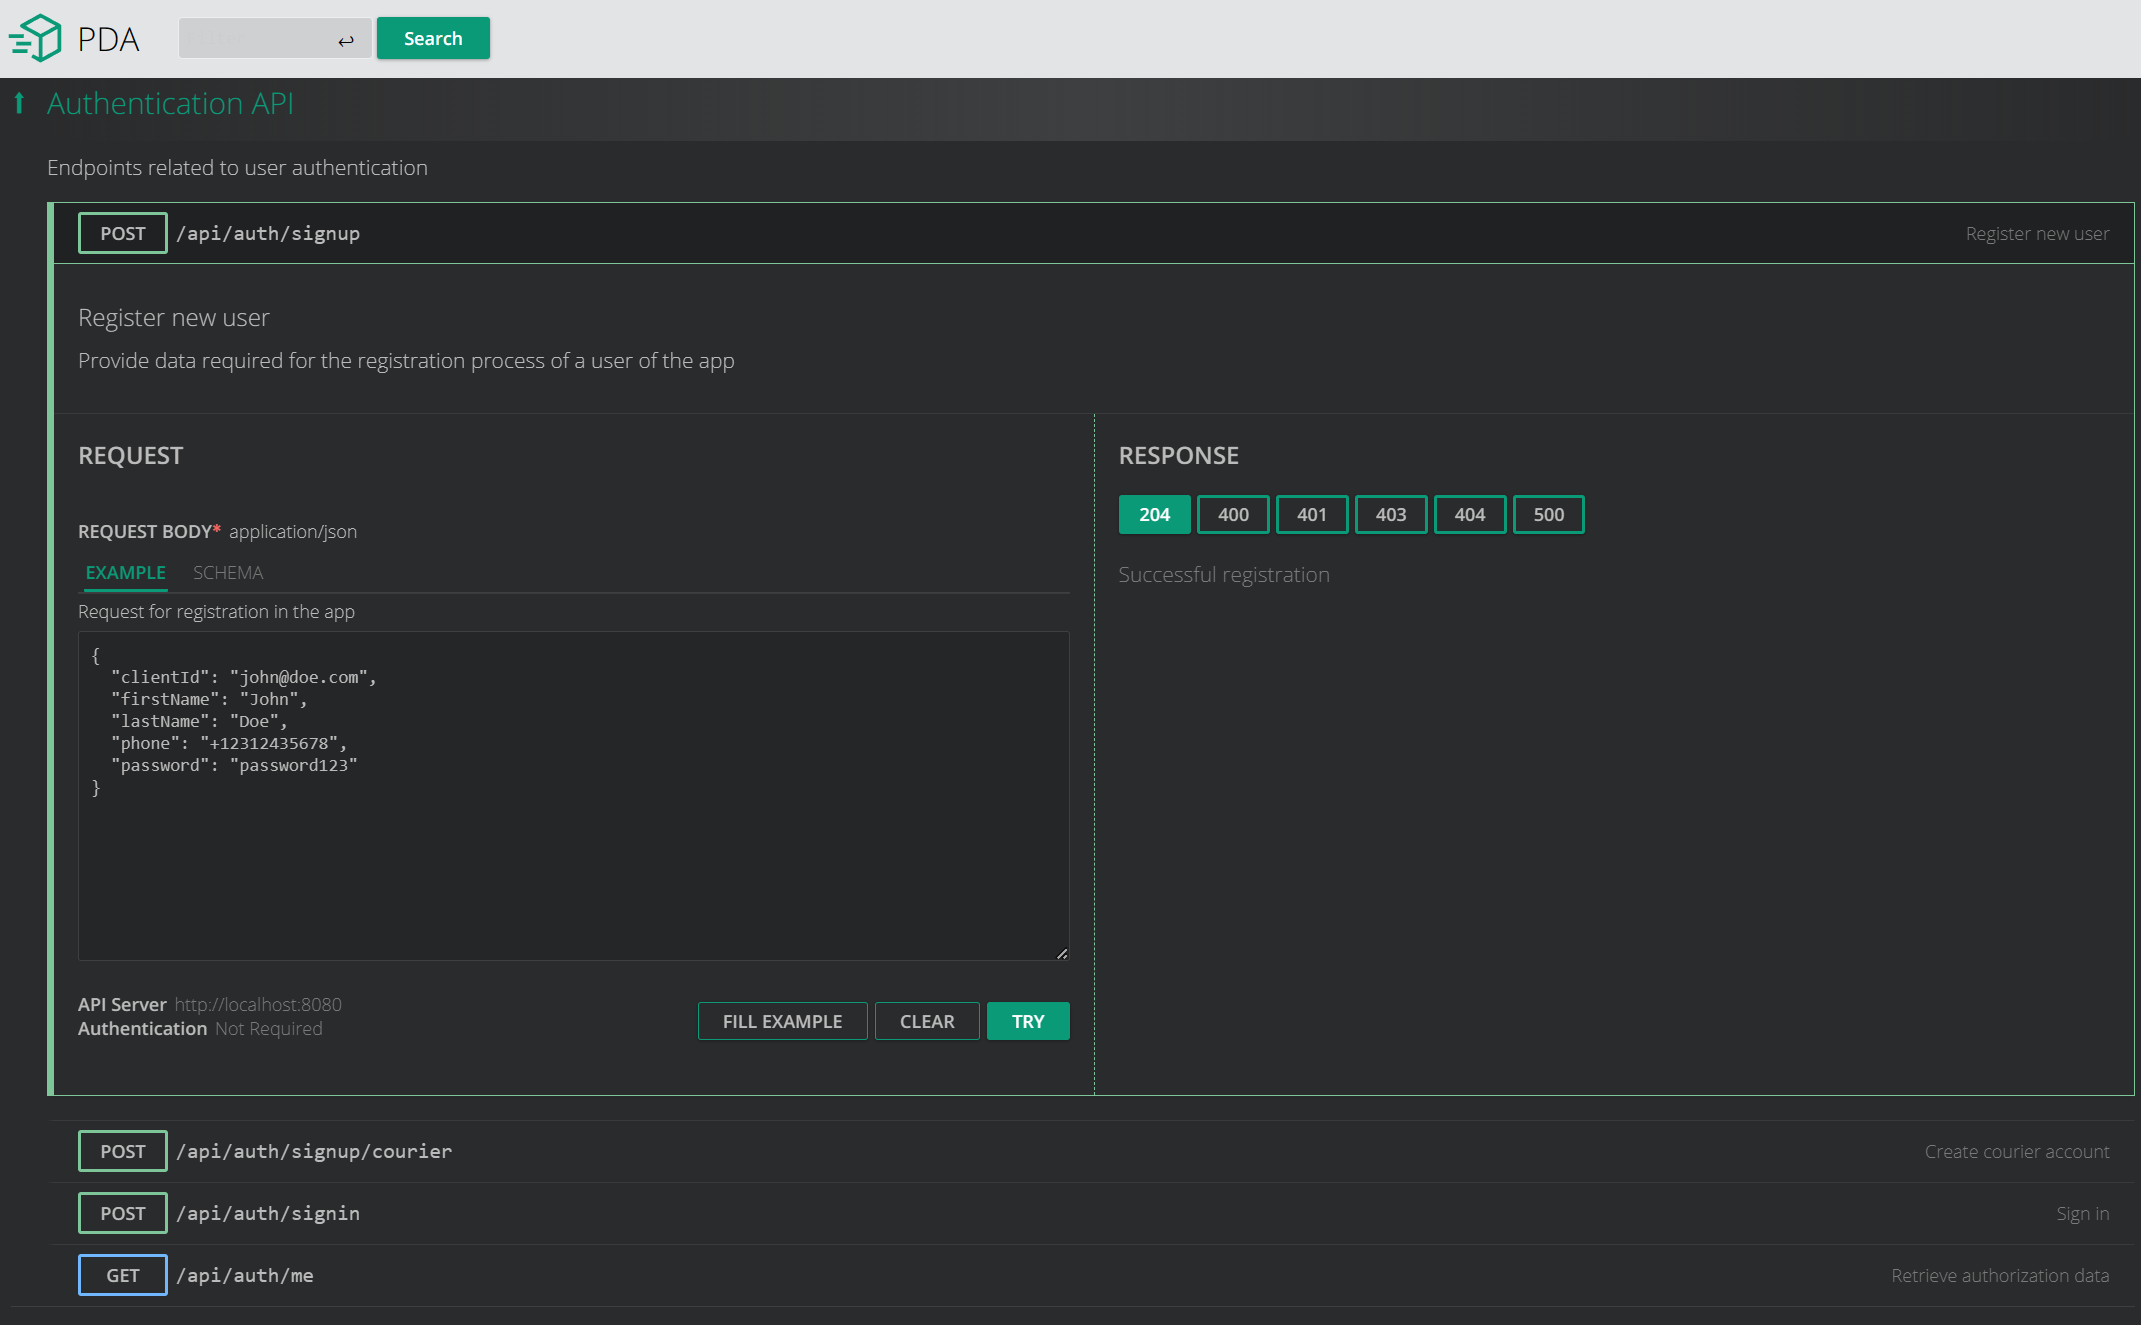 PDA
Search
Authentication API
Endpoints related to user authentication
POST /api/auth/signup Register new user
Register new user
Provide data required for the registration process of a user of the app
REQUEST
REQUEST BODY* application/json
EXAMPLE SCHEMA
Request for registration in the app
{
"clientId": "john@doe.com",
"firstName": "John",
"lastName": "Doe",
"phone": "+12312435678",
"password": "password123"
}
API Server http://localhost:8080
Authentication Not Required
FILL EXAMPLE CLEAR TRY
RESPONSE
204 400 401 403 404 500
Successful registration
POST /api/auth/signup/courier Create courier account
POST /api/auth/signin Sign in
GET /api/auth/me Retrieve authorization data